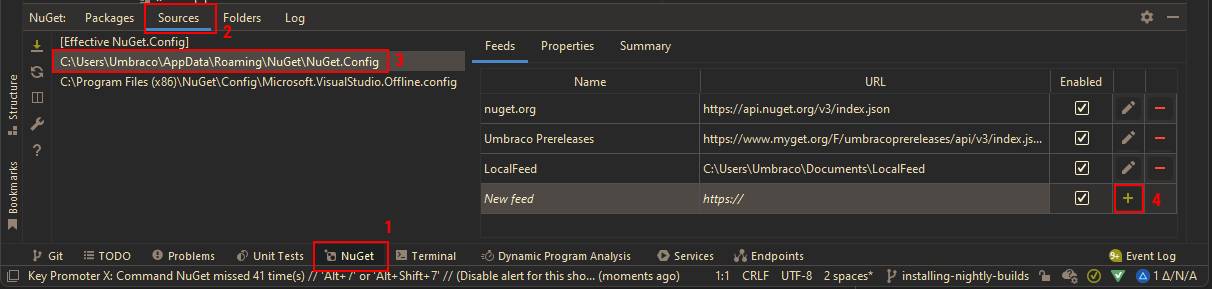 NuGet: Packages Sources Folders Log
2
[Effective NuGet.Config]
C:\Users\Umbraco\AppData\Roaming\NuGet\NuGet.Config 3
C:\Program Files (x86)\NuGet\Config\Microsoft.VisualStudio.Offline.config
Structure
Bookmarks
Feeds Properties Summary
Name URL Enabled
nuget.org https://api.nuget.org/v3/index.json
Umbraco Prereleases https://www.myget.org/F/umbracoprereleases/api/v3/index.js...
LocalFeed C:\Users\Umbraco\Documents\LocalFeed
New feed https:// + 4
1
Git TODO Problems Unit Tests NuGet Terminal Dynamic Program Analysis Services Endpoints 9+ Event Log
Key Promoter X: Command NuGet missed 41 time(s) // 'Alt+7' or 'Alt+Shift+7' // (Disable alert for this sho... (moments ago) 1:1 CRLF UTF-8 2 spaces* installing-nightly-builds 1 Δ/N/A